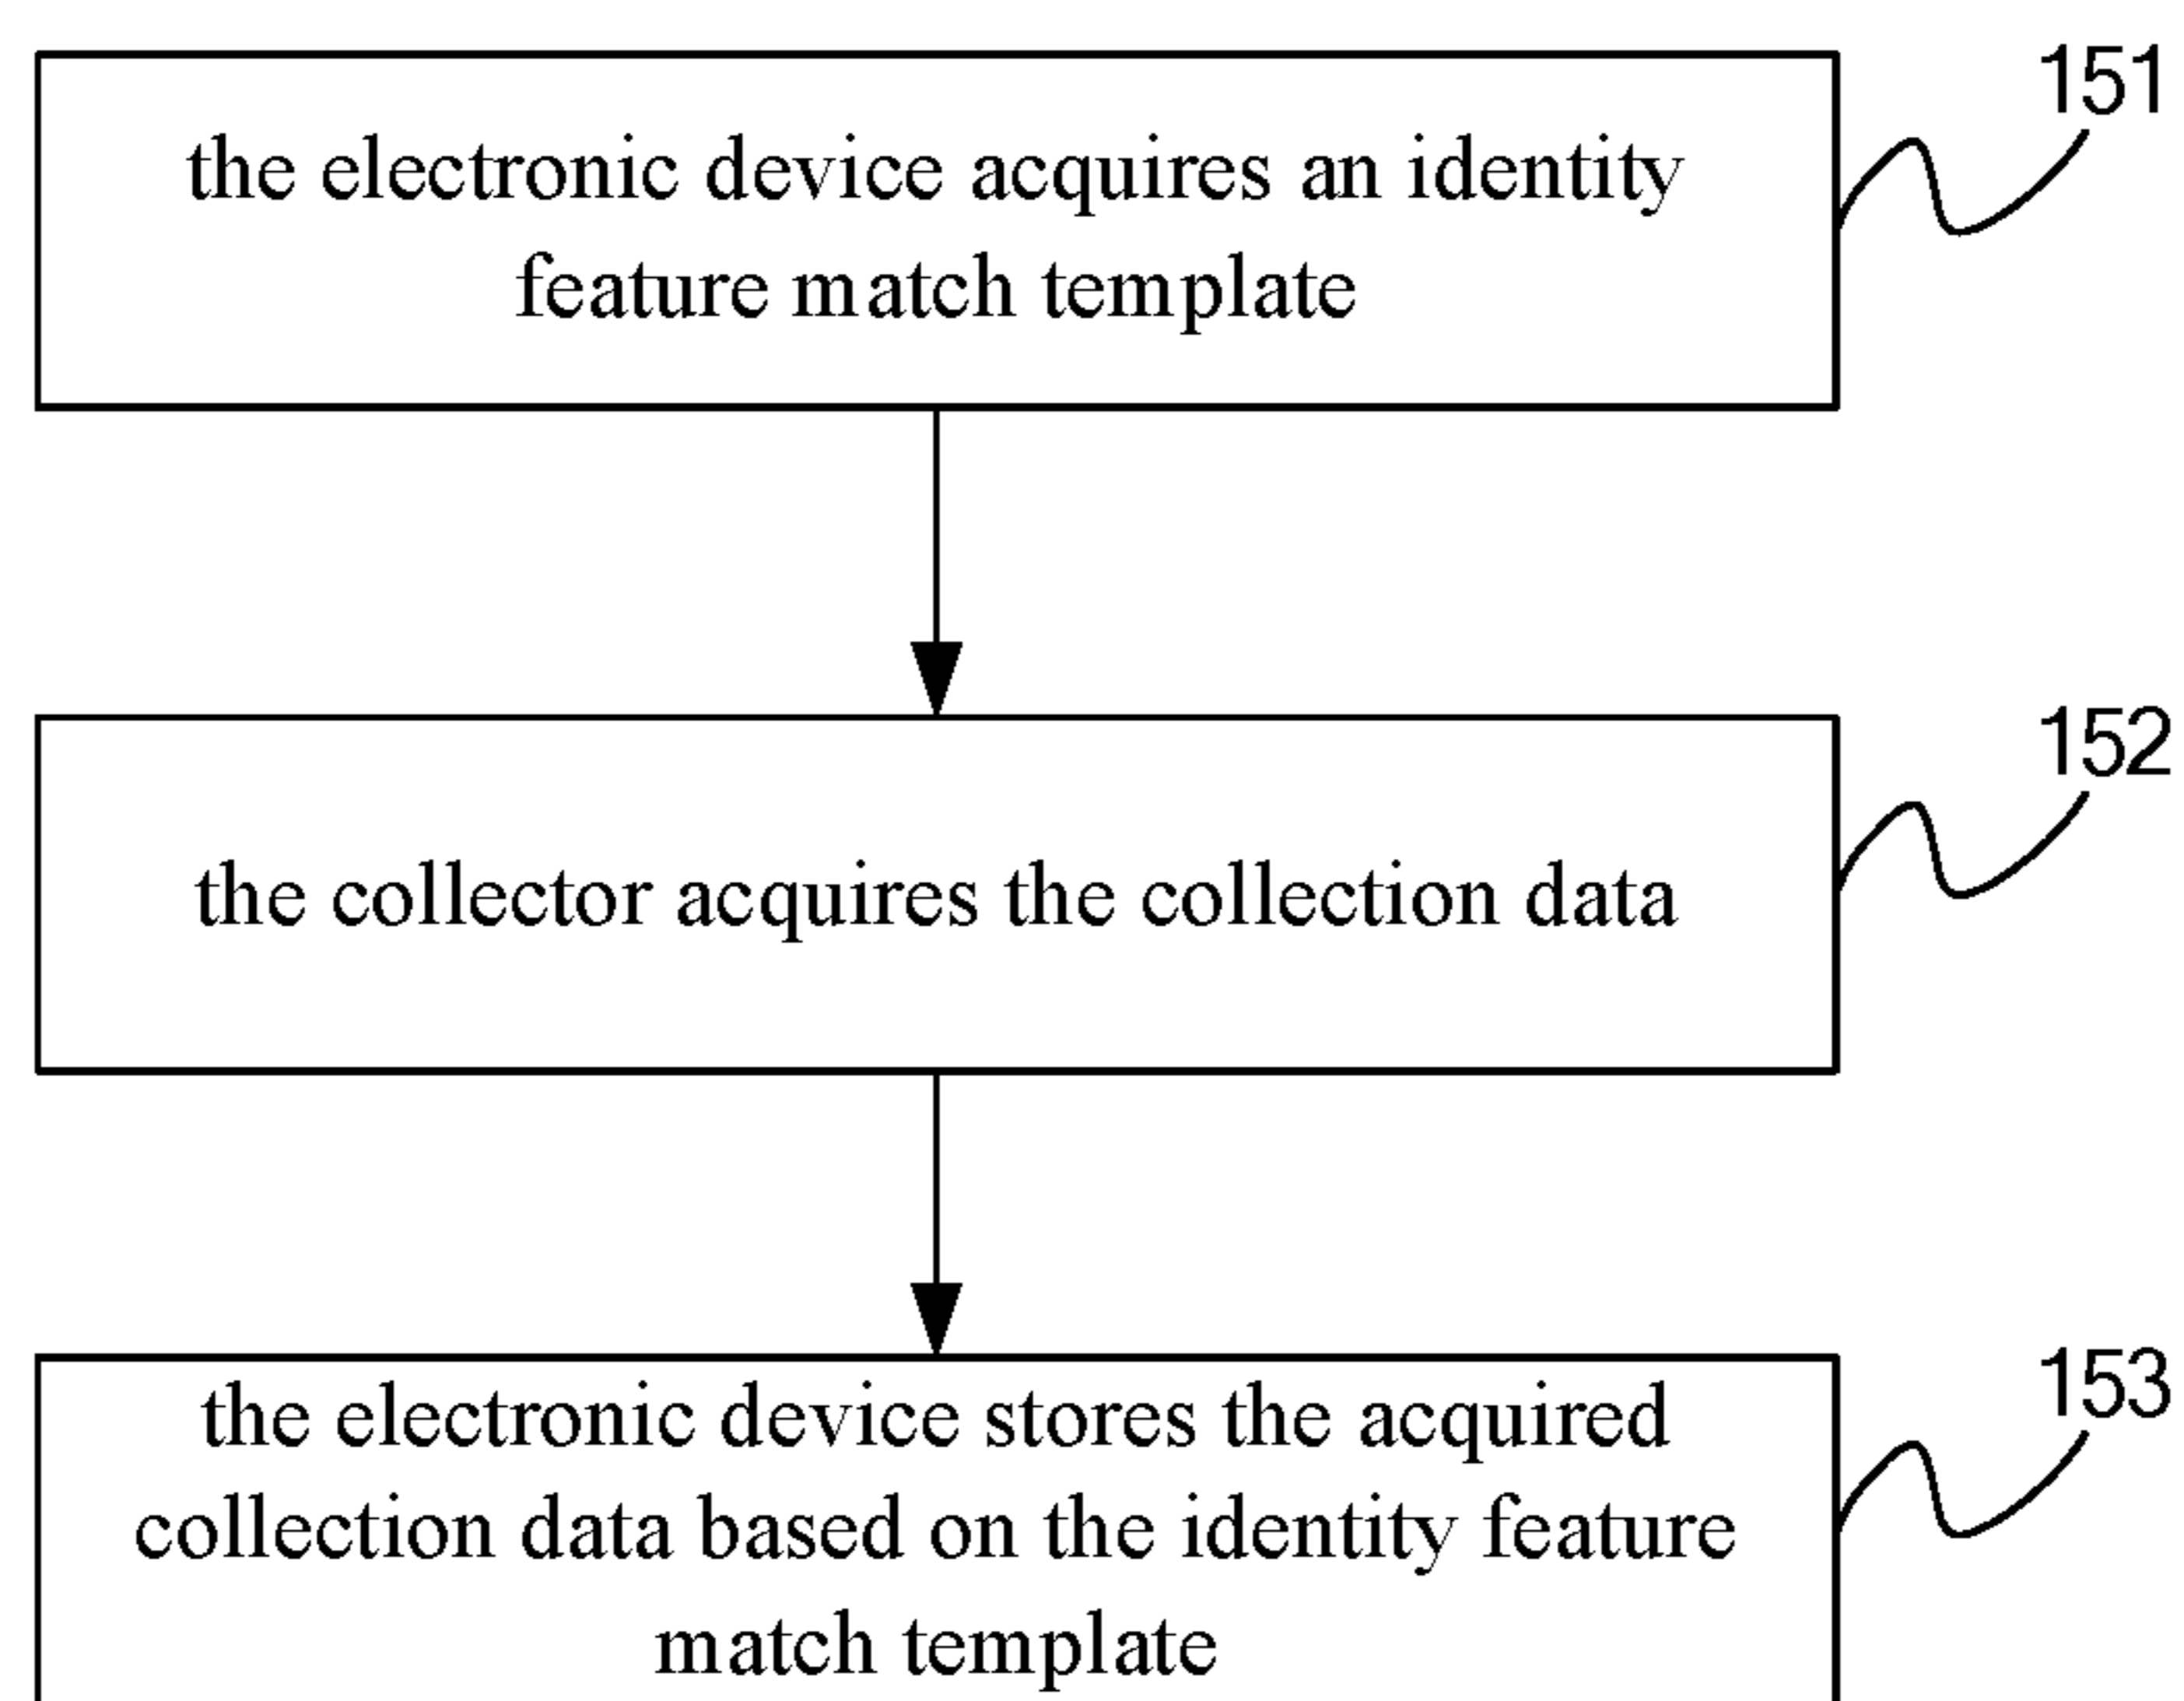 151
the electronic device acquires an identity
feature match template
152
the collector acquires the collection data
153
the electronic device stores the acquired
collection data based on the identity feature
match template